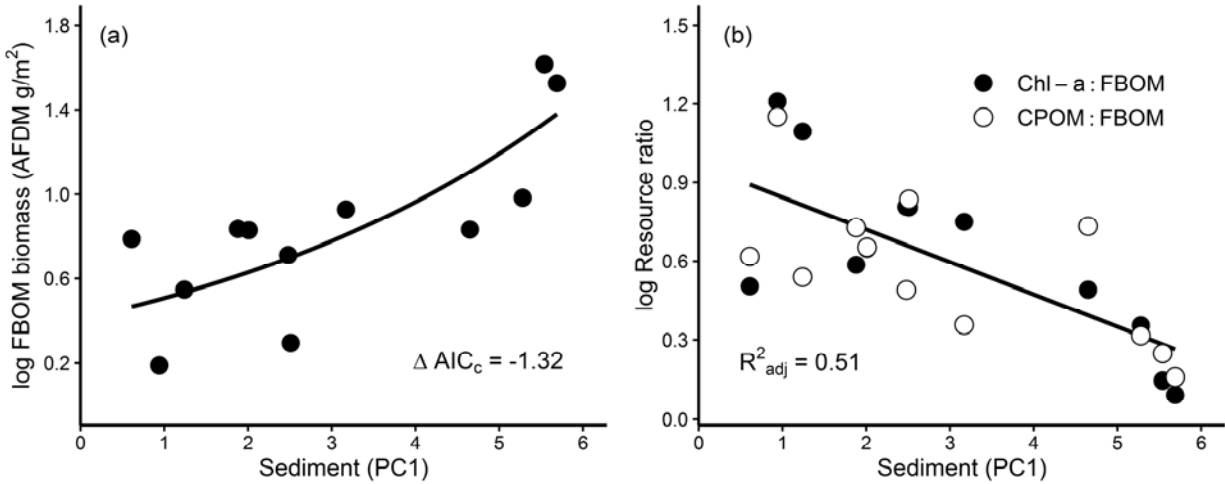 (a)
log FBOM biomass (AFDM g/m²)
1.8
1.4
1.0
0.6
0.2
Δ AICc = -1.32
0 1 2 3 4 5 6
Sediment (PC1)
(b)
log Resource ratio
1.5
1.2
0.9
0.6
0.3
0.0
Chl – a : FBOM
CPOM : FBOM
R²adj = 0.51
0 1 2 3 4 5 6
Sediment (PC1)